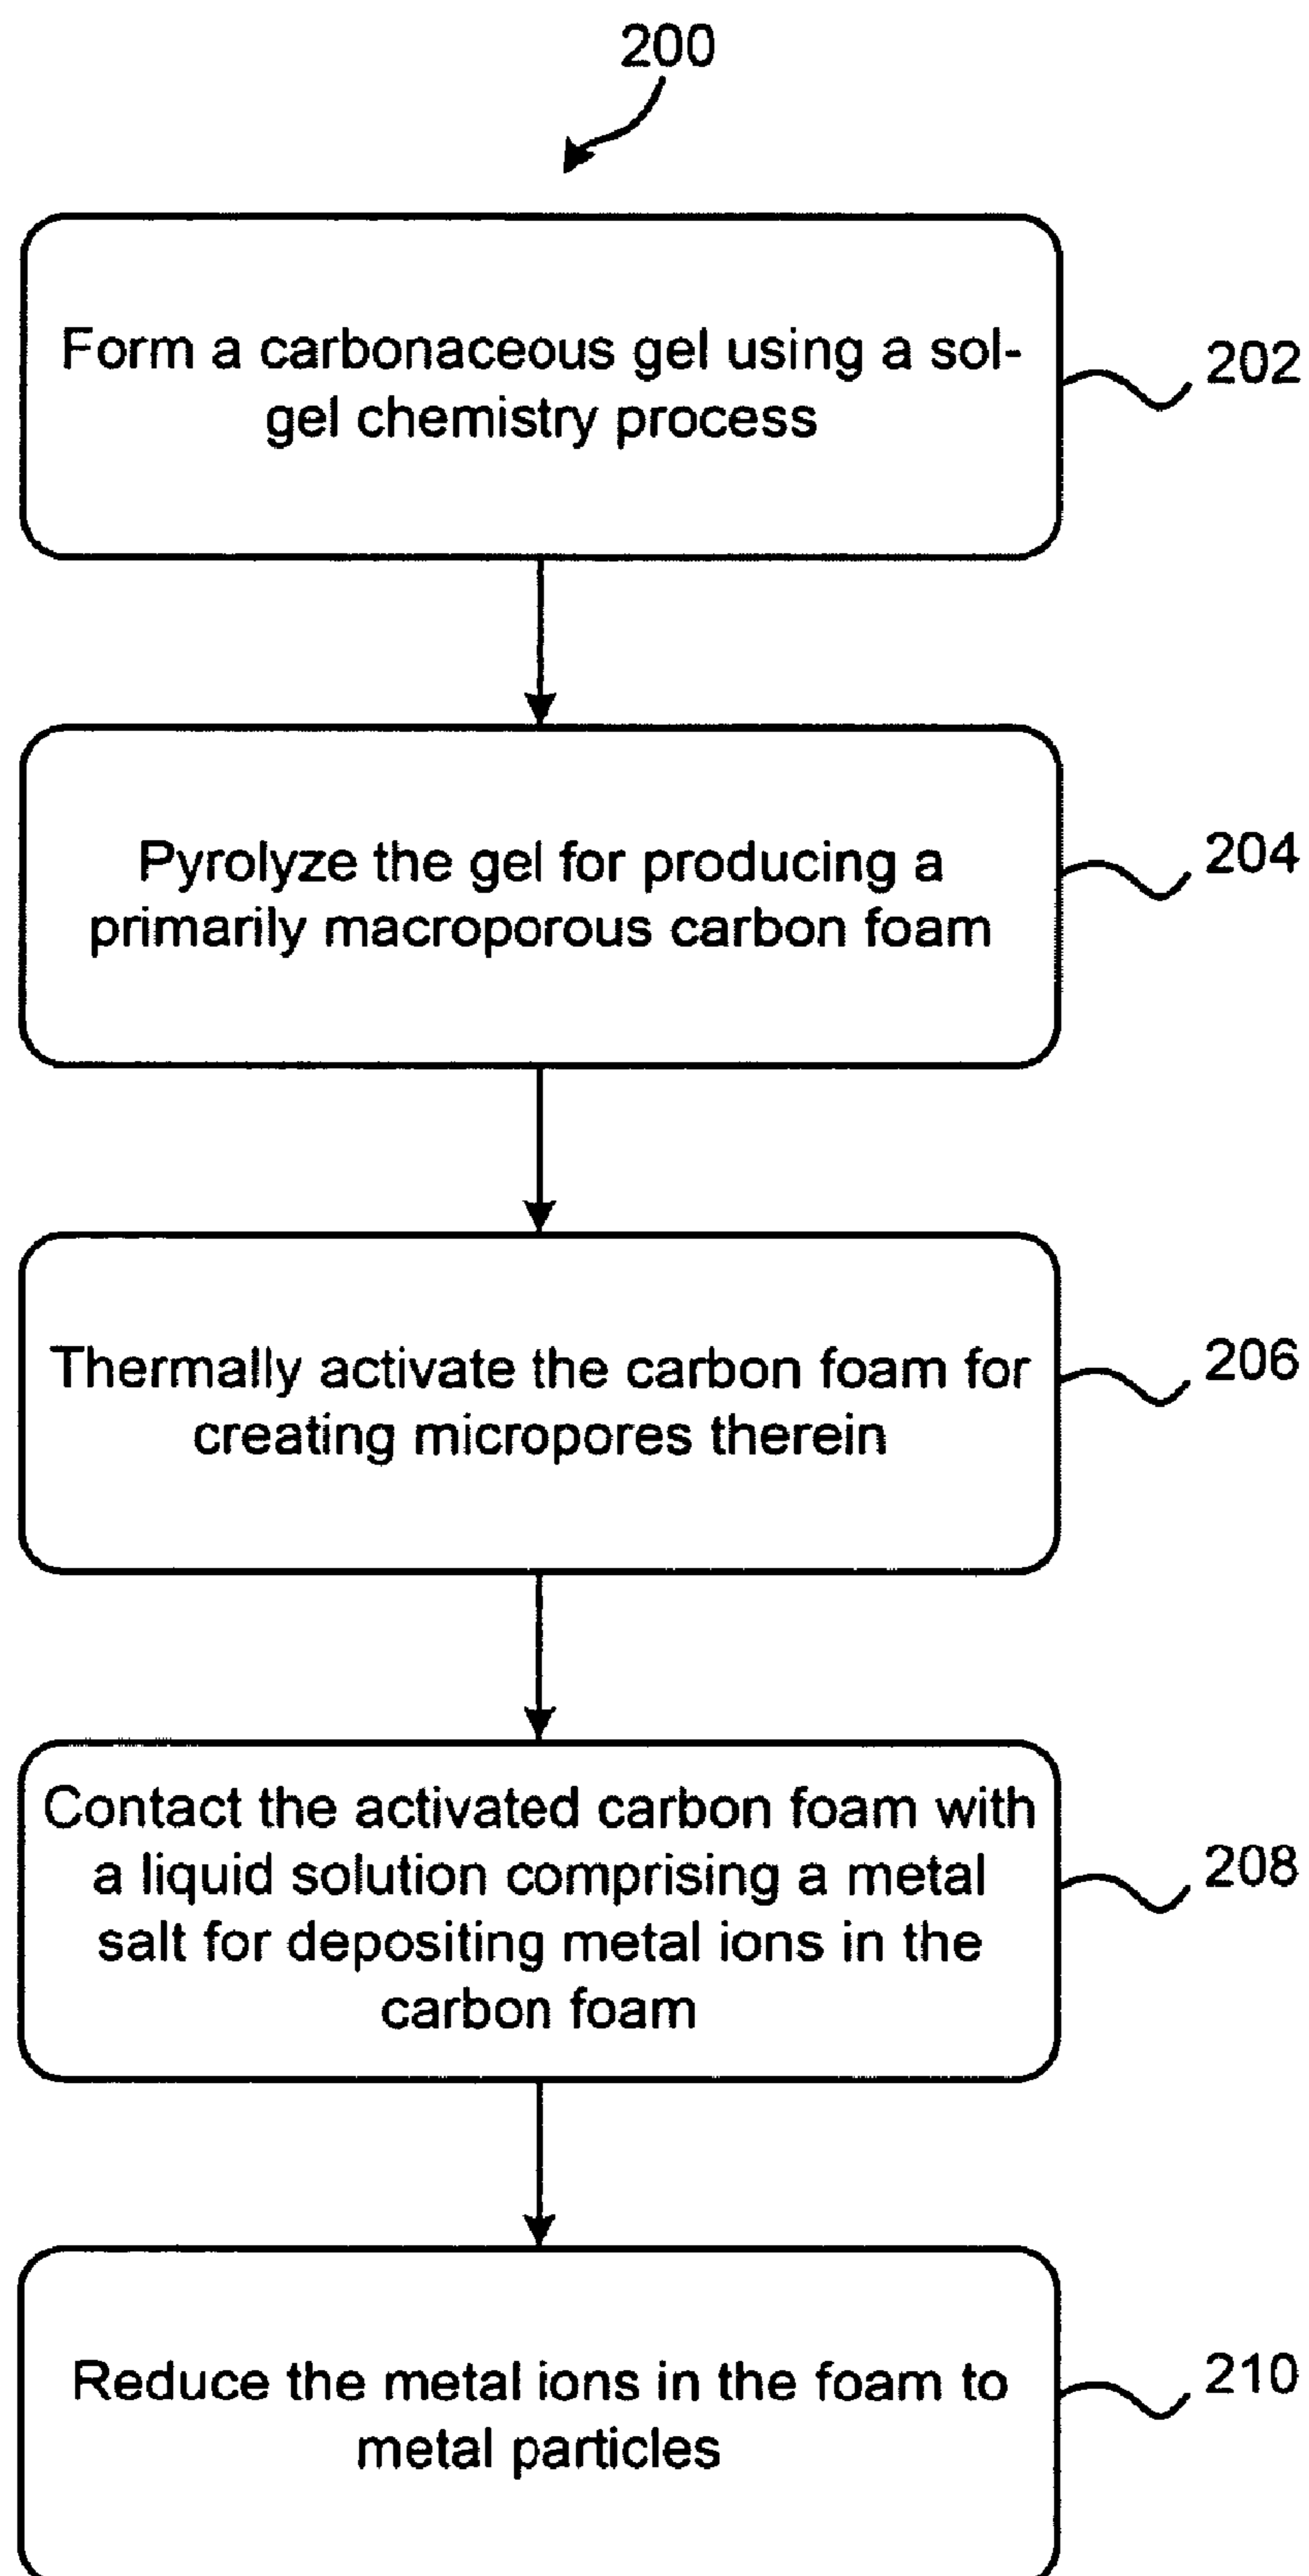 200
Form a carbonaceous gel using a sol-
gel chemistry process
202
Pyrolyze the gel for producing a
primarily macroporous carbon foam
204
Thermally activate the carbon foam for
creating micropores therein
206
Contact the activated carbon foam with
a liquid solution comprising a metal
salt for depositing metal ions in the
carbon foam
208
Reduce the metal ions in the foam to
metal particles
210